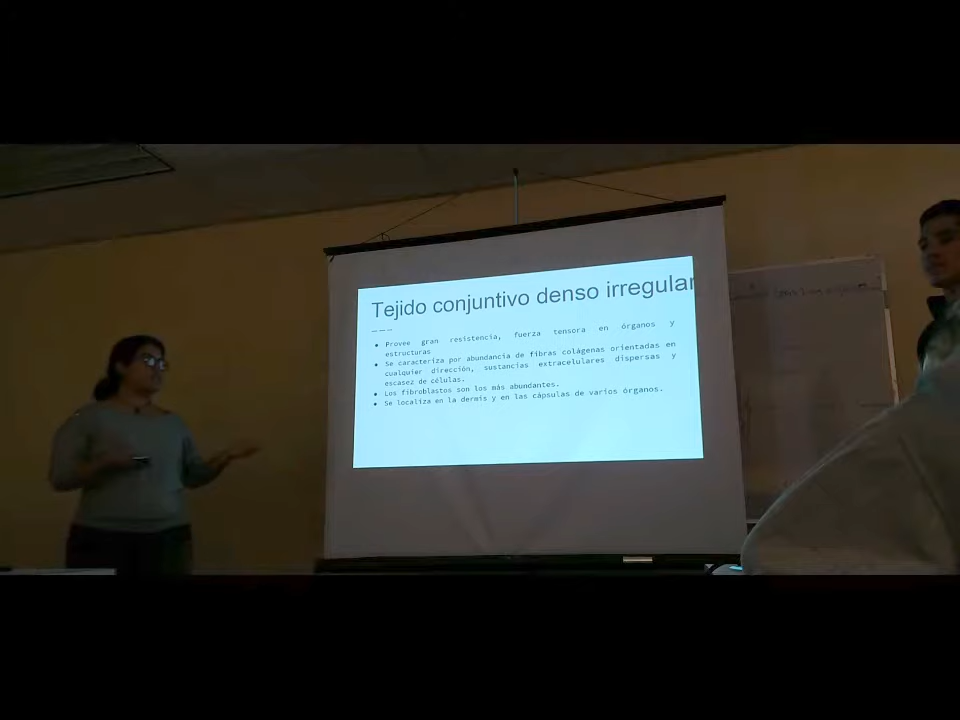 Tejido conjuntivo denso irregular
● Provee gran resistencia, fuerza tensora en órganos y
estructuras
● Se caracteriza por abundancia de fibras colágenas orientadas en
cualquier dirección, sustancias extracelulares dispersas y
escasez de células.
● Los fibroblastos son los más abundantes.
● Se localiza en la dermis y en las cápsulas de varios órganos.